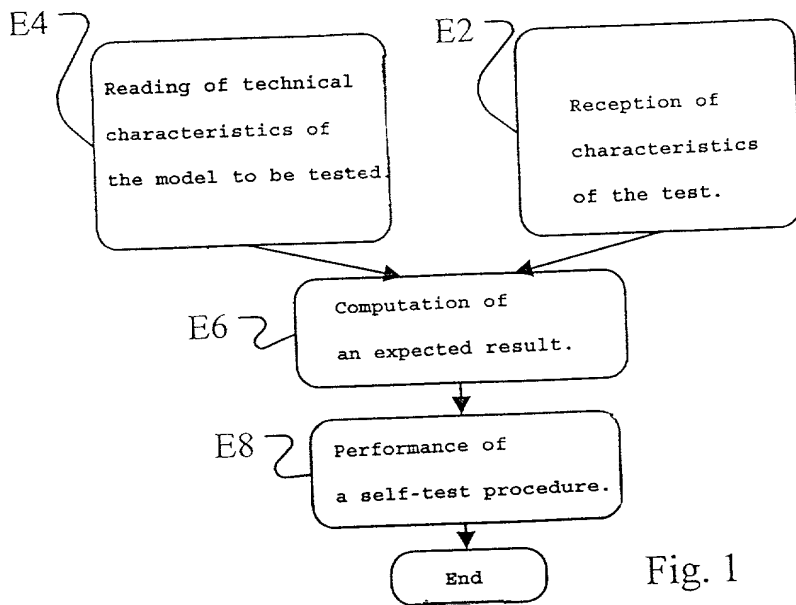 E4
Reading of technical
characteristics of
the model to be tested.
E2
Reception of
characteristics
of the test.
E6
Computation of
an expected result.
E8
Performance of
a self-test procedure.
End
Fig. 1